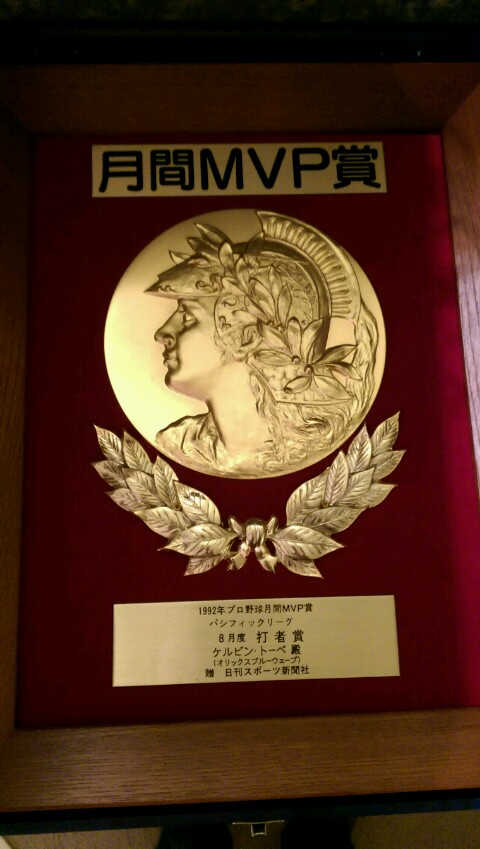 月間MVP賞
1992年プロ野球月間MVP賞
パシフィックリーグ
8月度 打者賞
ケルビン・トーベ 殿
(オリックスブルーウェーブ)
贈 日刊スポーツ新聞社